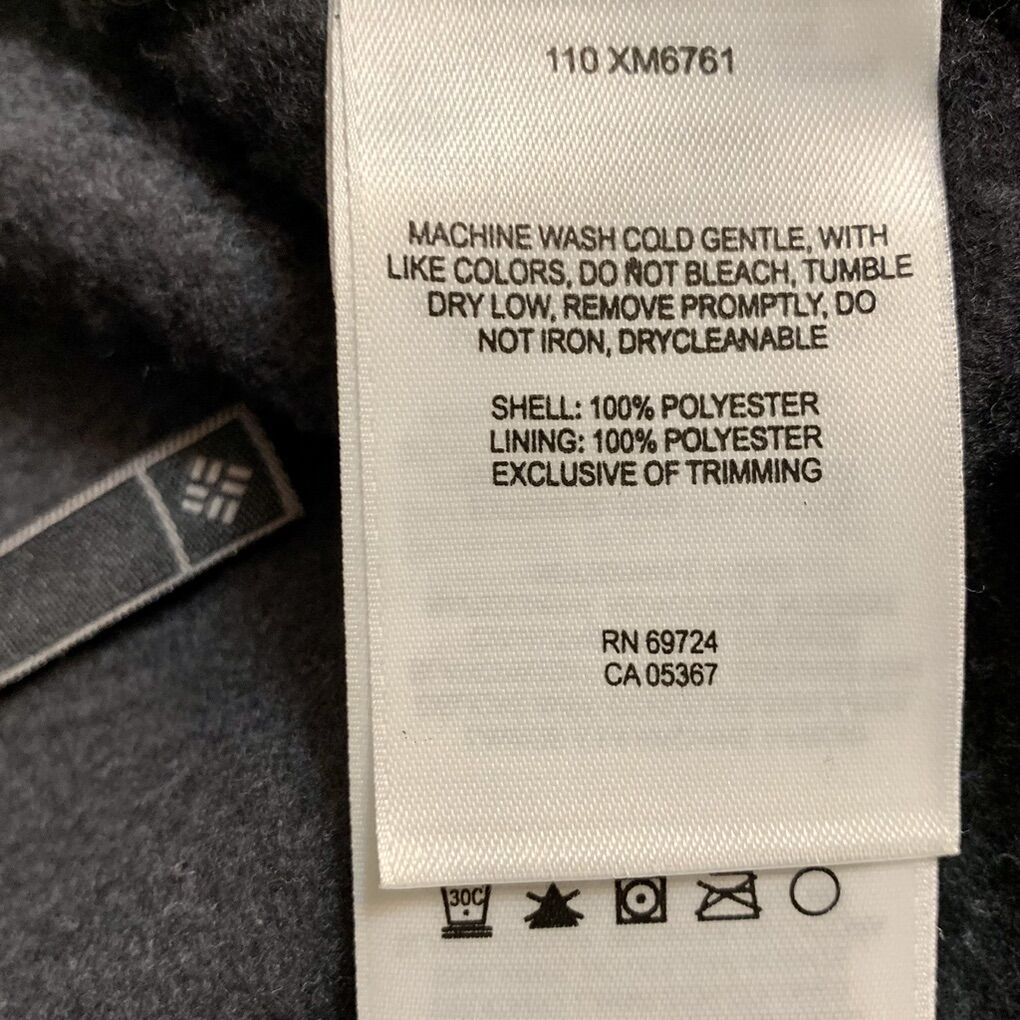 110 XM6761
MACHINE WASH COLD GENTLE, WITH
LIKE COLORS, DO NOT BLEACH, TUMBLE
DRY LOW, REMOVE PROMPTLY, DO
NOT IRON, DRYCLEANABLE
SHELL: 100% POLYESTER
LINING: 100% POLYESTER
EXCLUSIVE OF TRIMMING
RN 69724
CA 05367
30C